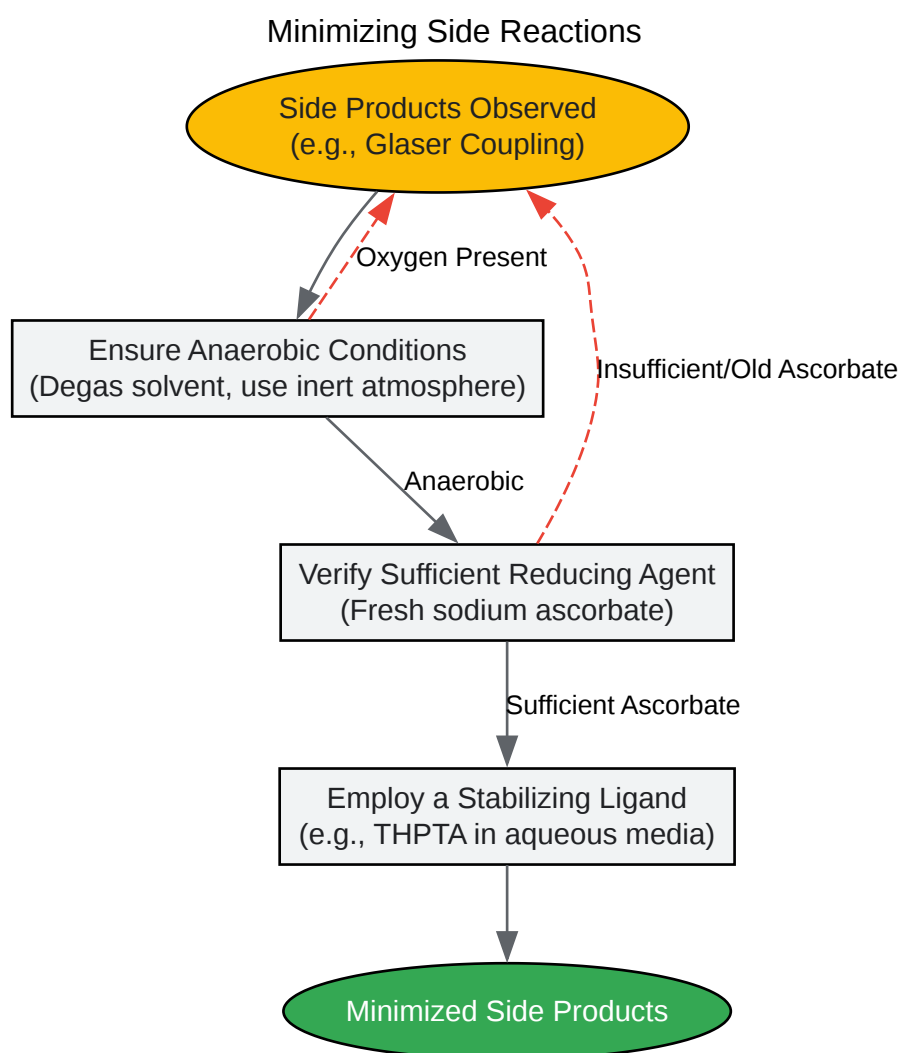 Minimizing Side Reactions
Side Products Observed
(e.g., Glaser Coupling)
Oxygen Present
Ensure Anaerobic Conditions
(Degas solvent, use inert atmosphere)
Insufficient/Old Ascorbate
Anaerobic
Verify Sufficient Reducing Agent
(Fresh sodium ascorbate)
Sufficient Ascorbate
Employ a Stabilizing Ligand
(e.g., THPTA in aqueous media)
Minimized Side Products